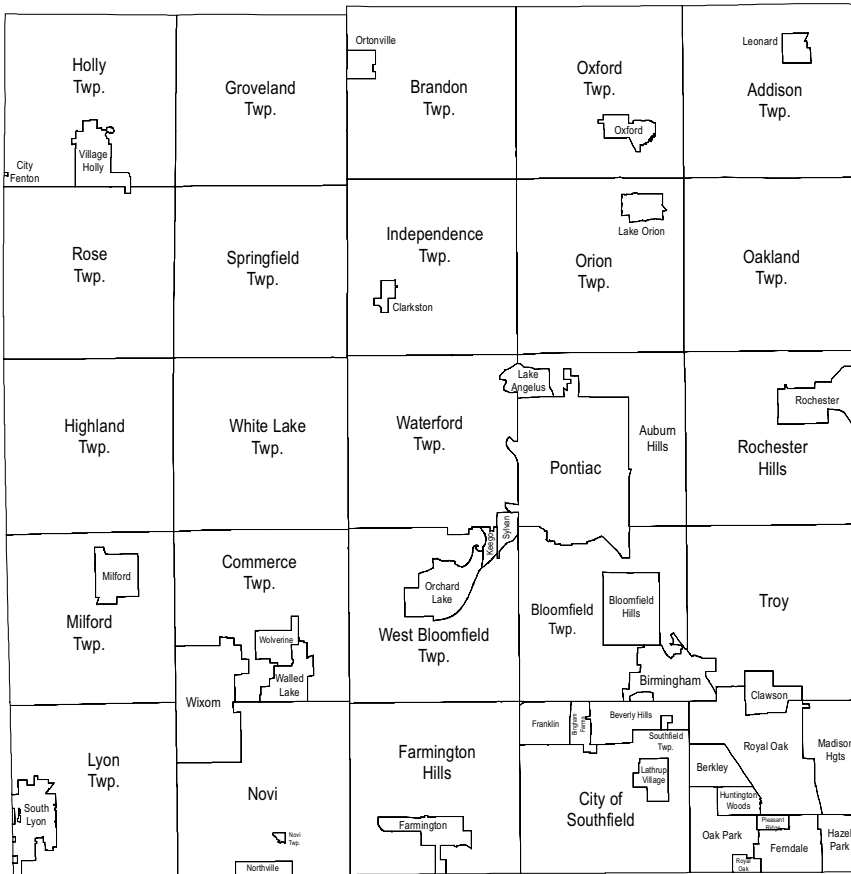 Holly
Twp.
Groveland
Twp.
Ortonville
Brandon
Twp.
Oxford
Twp.
Oxford
Leonard
Addison
Twp.
City
Fenton
Village
Holly
Rose
Twp.
Springfield
Twp.
Independence
Twp.
Clarkston
Lake Orion
Orion
Twp.
Oakland
Twp.
Highland
Twp.
White Lake
Twp.
Waterford
Twp.
Lake
Angelus
Pontiac
Auburn
Hills
Rochester
Rochester
Hills
Milford
Milford
Twp.
Commerce
Twp.
Wolverine
Walled
Lake
Wixom
Keego
Sylvan
Orchard
Lake
West Bloomfield
Twp.
Bloomfield
Twp.
Bloomfield
Hills
Birmingham
Troy
Clawson
Lyon
Twp.
South
Lyon
Novi
Novi
Twp.
Northville
Farmington
Hills
Farmington
Franklin
Bingham
Farms
Beverly Hills
Southfield
Twp.
Lathrup
Village
City of
Southfield
Royal Oak
Madison
Hgts
Berkley
Huntington
Woods
Pleasant
Ridge
Oak Park
Royal
Oak
Ferndale
Hazel
Park